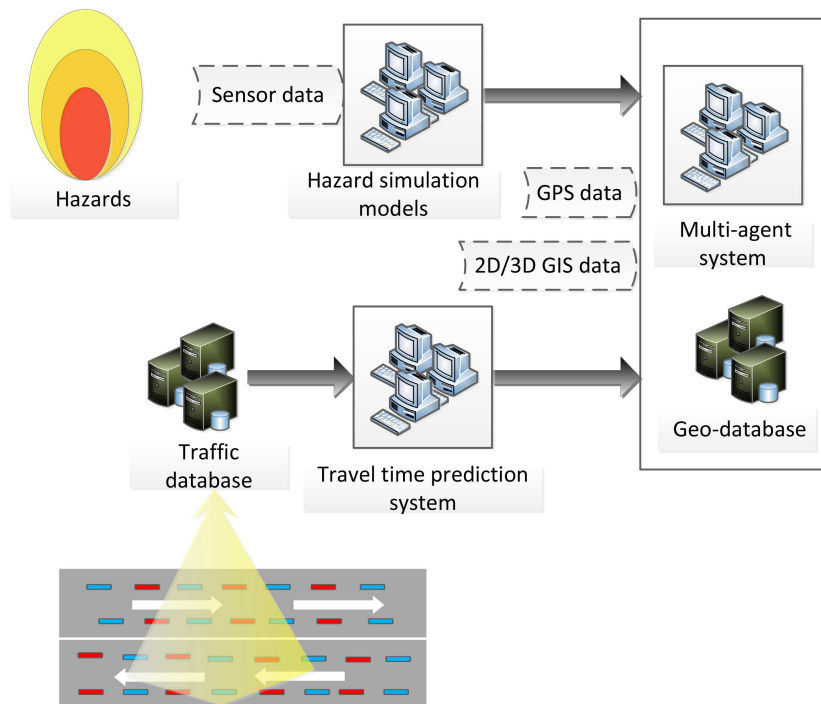 Sensor data
Hazards
Hazard simulation
models
GPS data
Multi-agent
system
2D/3D GIS data
Traffic
database
Travel time prediction
system
Geo-database